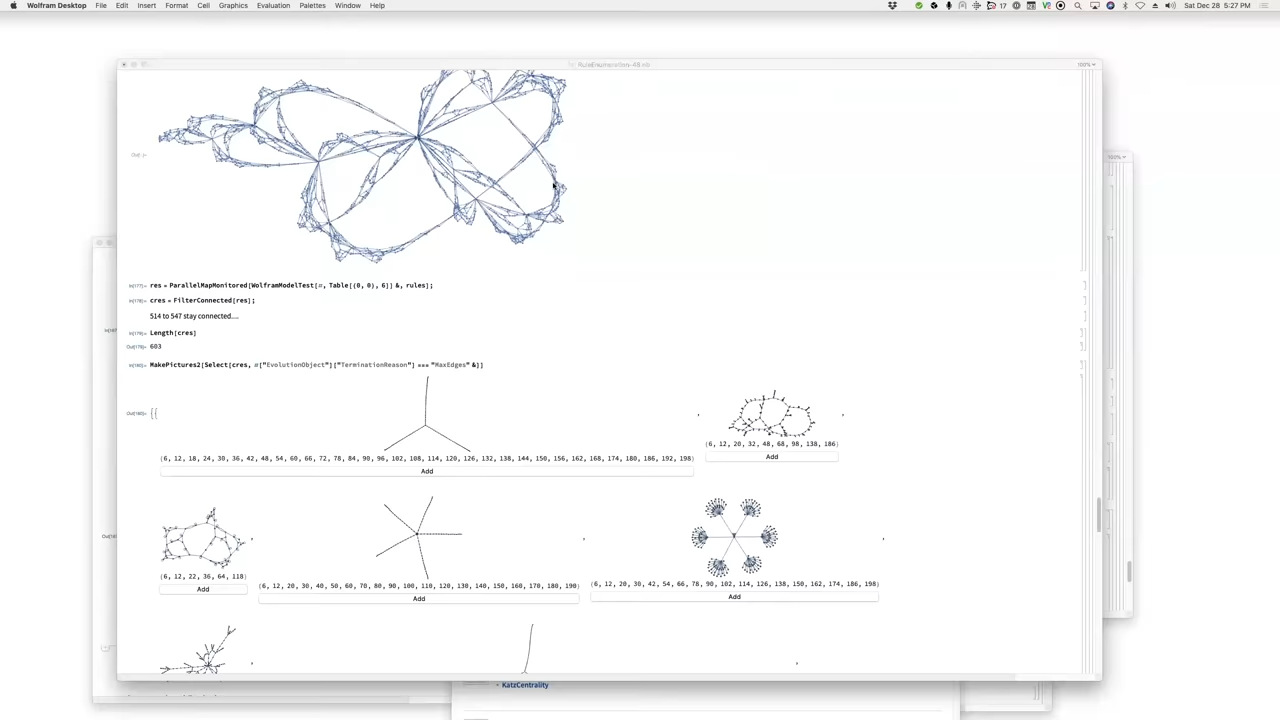 Wolfram Desktop File Edit Insert Format Cell Graphics Evaluation Palettes Window Help 17 Sat Dec 28 5:27 PM
RuleEnumeration-48.nb 100%
100%
res = ParallelMapMonitored[WolframModelTest[#, Table[{0, 0}, 6]] &, rules];
cres = FilterConnected[res];
514 to 547 stay connected....
Length[cres]
603
MakePictures2[Select[cres, #["EvolutionObject"]["TerminationReason"] === "MaxEdges" &]]
{{
, ,
{6, 12, 18, 24, 30, 36, 42, 48, 54, 60, 66, 72, 78, 84, 90, 96, 102, 108, 114, 120, 126, 132, 138, 144, 150, 156, 162, 168, 174, 180, 186, 192, 198}
Add
{6, 12, 20, 32, 48, 68, 98, 138, 186}
Add
{6, 12, 22, 36, 64, 118}
Add
{6, 12, 20, 30, 40, 50, 60, 70, 80, 90, 100, 110, 120, 130, 140, 150, 160, 170, 180, 190}
Add
{6, 12, 20, 30, 42, 54, 66, 78, 90, 102, 114, 126, 138, 150, 162, 174, 186, 198}
Add
KatzCentrality